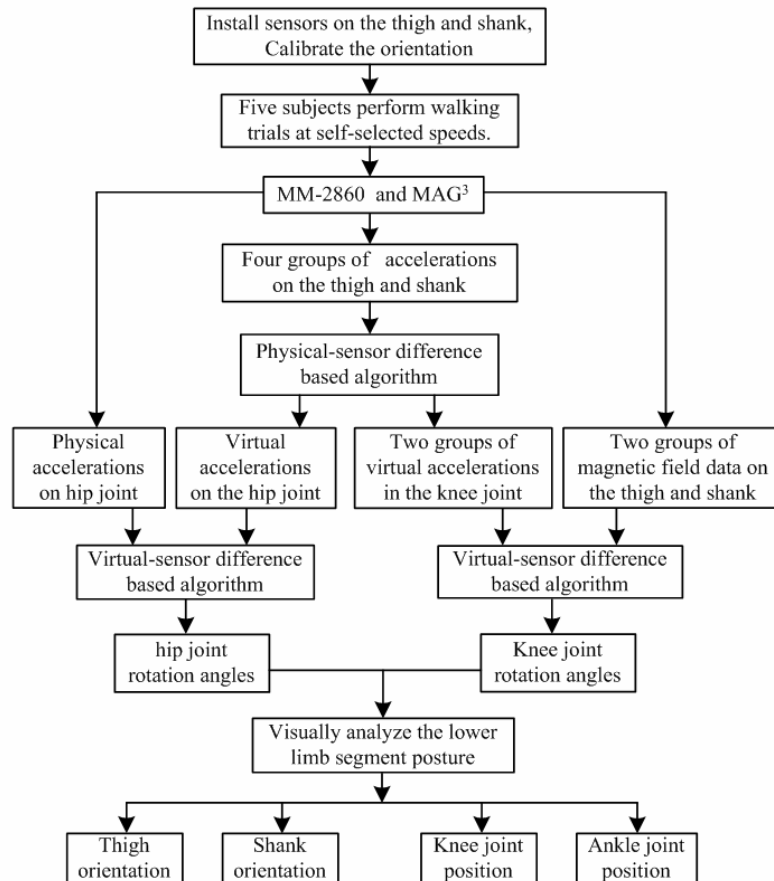 Install sensors on the thigh and shank,
Calibrate the orientation
Five subjects perform walking
trials at self-selected speeds.
MM-2860 and MAG³
Four groups of accelerations
on the thigh and shank
Physical-sensor difference
based algorithm
Physical
accelerations
on hip joint
Virtual
accelerations
on the hip joint
Two groups of
virtual accelerations
in the knee joint
Two groups of
magnetic field data on
the thigh and shank
Virtual-sensor difference
based algorithm
Virtual-sensor difference
based algorithm
hip joint
rotation angles
Knee joint
rotation angles
Visually analyze the lower
limb segment posture
Thigh
orientation
Shank
orientation
Knee joint
position
Ankle joint
position